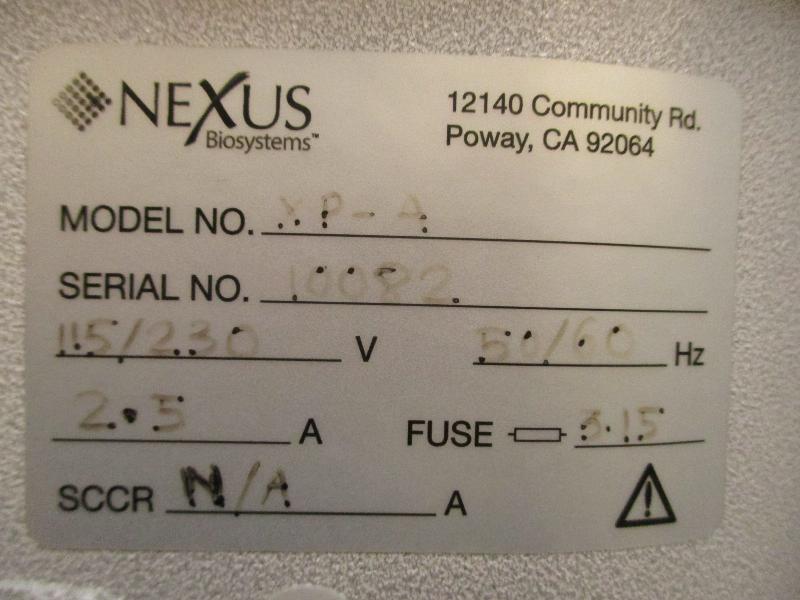 NEXUS
Biosystems™
12140 Community Rd.
Poway, CA 92064
MODEL NO. XP-A
SERIAL NO. 10082
115/230 V 50/60 Hz
2.5 A FUSE 3.15
SCCR N/A A